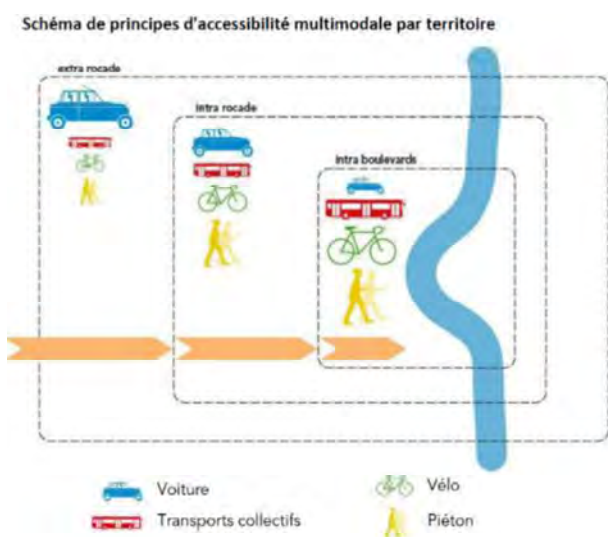 Schéma de principes d'accessibilité multimodale par territoire
extra rocade
intra rocade
intra boulevards
Voiture
Vélo
Transports collectifs
Piéton